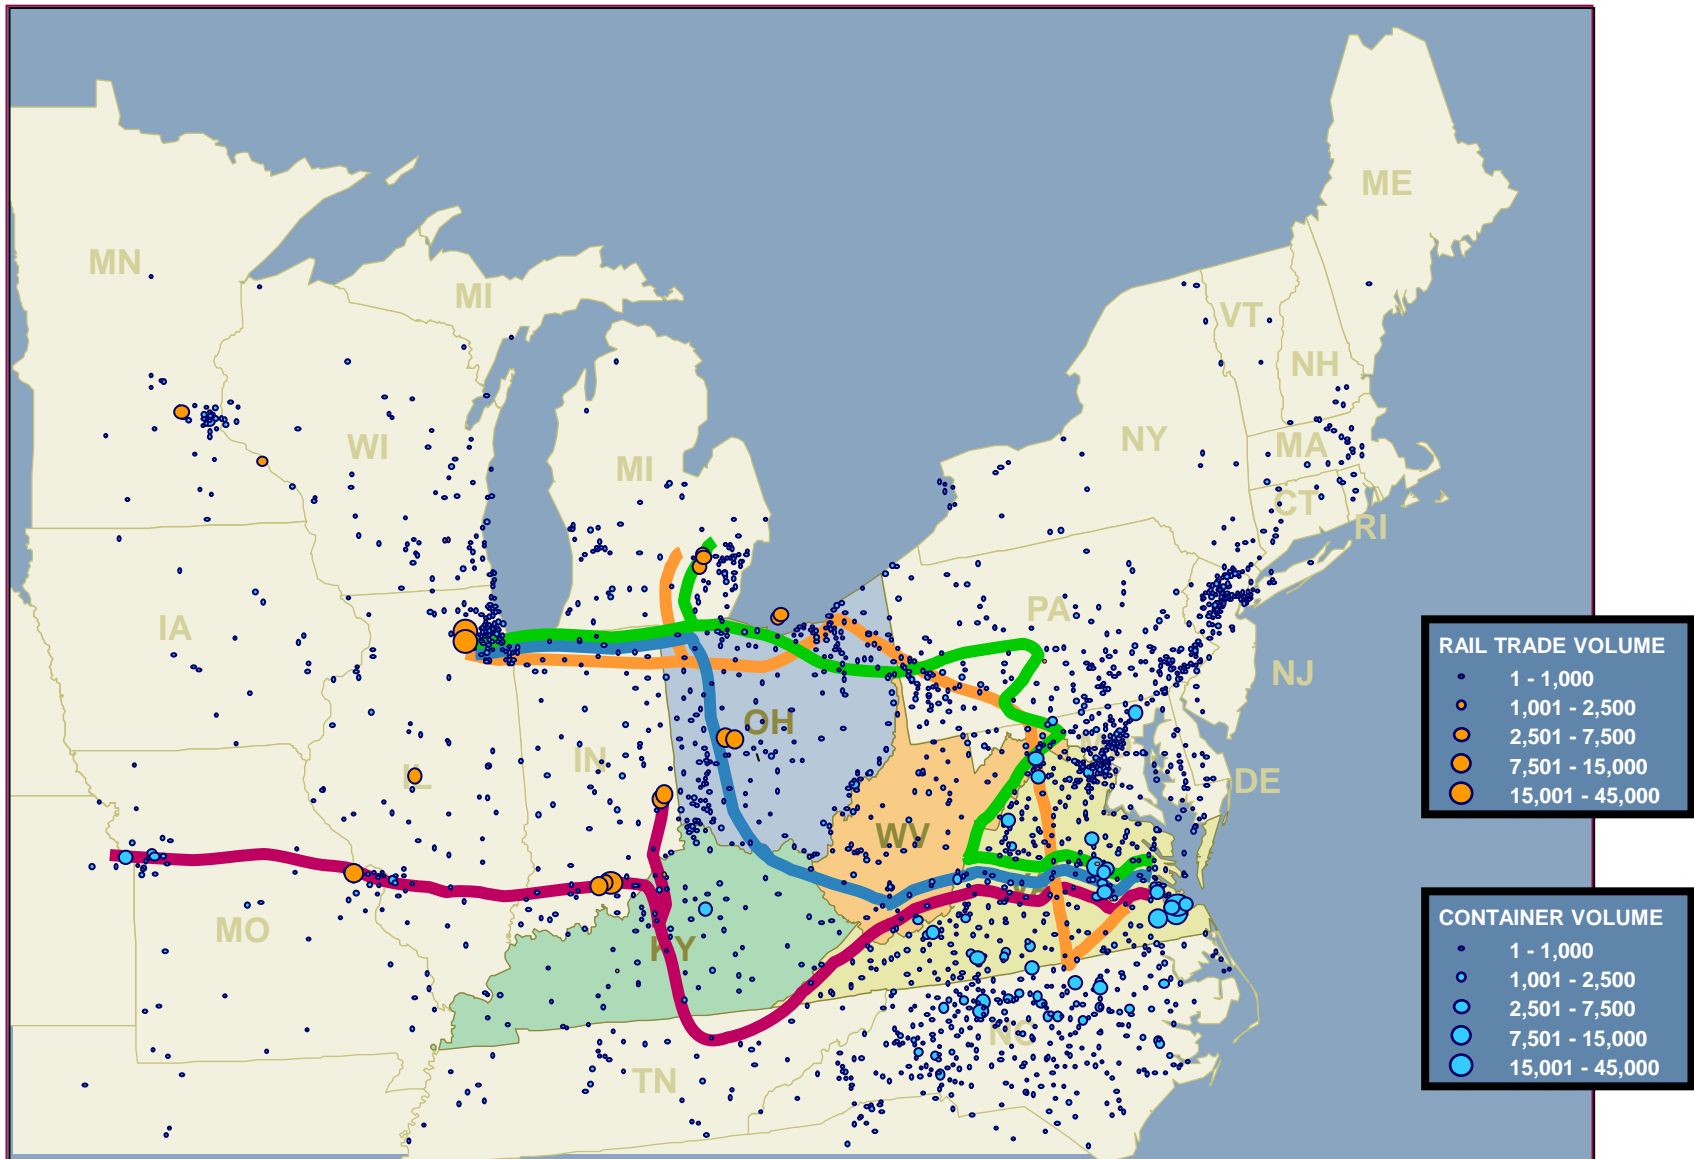 ME
MN
MI
VT
NH
WI
NY
MA
MI
CT
RI
PA
IA
NJ
OH
IN
IL
DE
WV
MO
KY
NC
TN
RAIL TRADE VOLUME
1 - 1,000
1,001 - 2,500
2,501 - 7,500
7,501 - 15,000
15,001 - 45,000
CONTAINER VOLUME
1 - 1,000
1,001 - 2,500
2,501 - 7,500
7,501 - 15,000
15,001 - 45,000